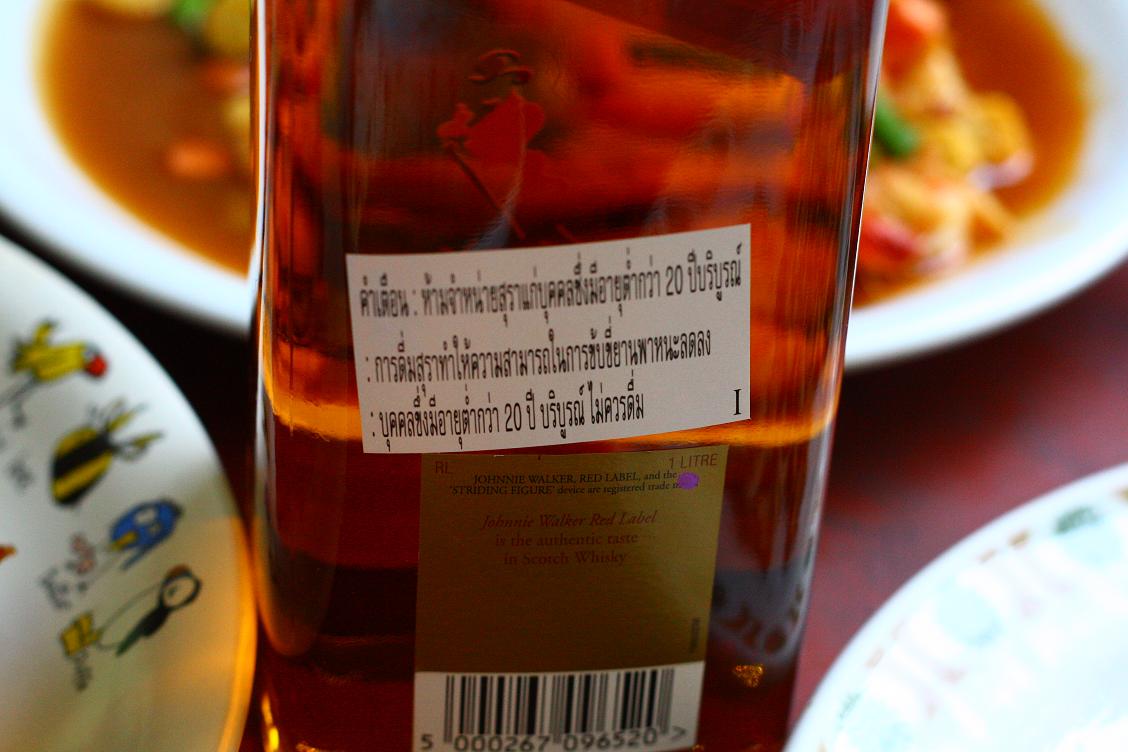 คำเตือน : ห้ามจำหน่ายสุราแก่บุคคลซึ่งมีอายุต่ำกว่า 20 ปีบริบูรณ์
: การดื่มสุราทำให้ความสามารถในการขับขี่ยานพาหนะลดลง
: บุคคลซึ่งมีอายุต่ำกว่า 20 ปี บริบูรณ์ ไม่ควรดื่ม
I
RL 1 LITRE
JOHNNIE WALKER, RED LABEL, and the
'STRIDING FIGURE' device are registered trade
Johnnie Walker Red Label
is the authentic taste
in Scotch Whisky
5 000267 096520 >